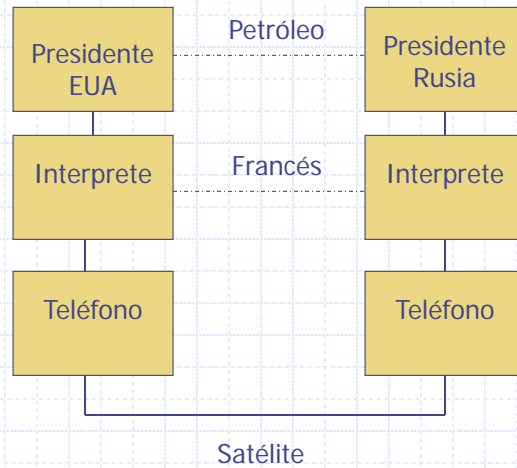 Petróleo
Presidente
EUA
Presidente
Rusia
Interprete
Francés
Interprete
Teléfono
Teléfono
Satélite